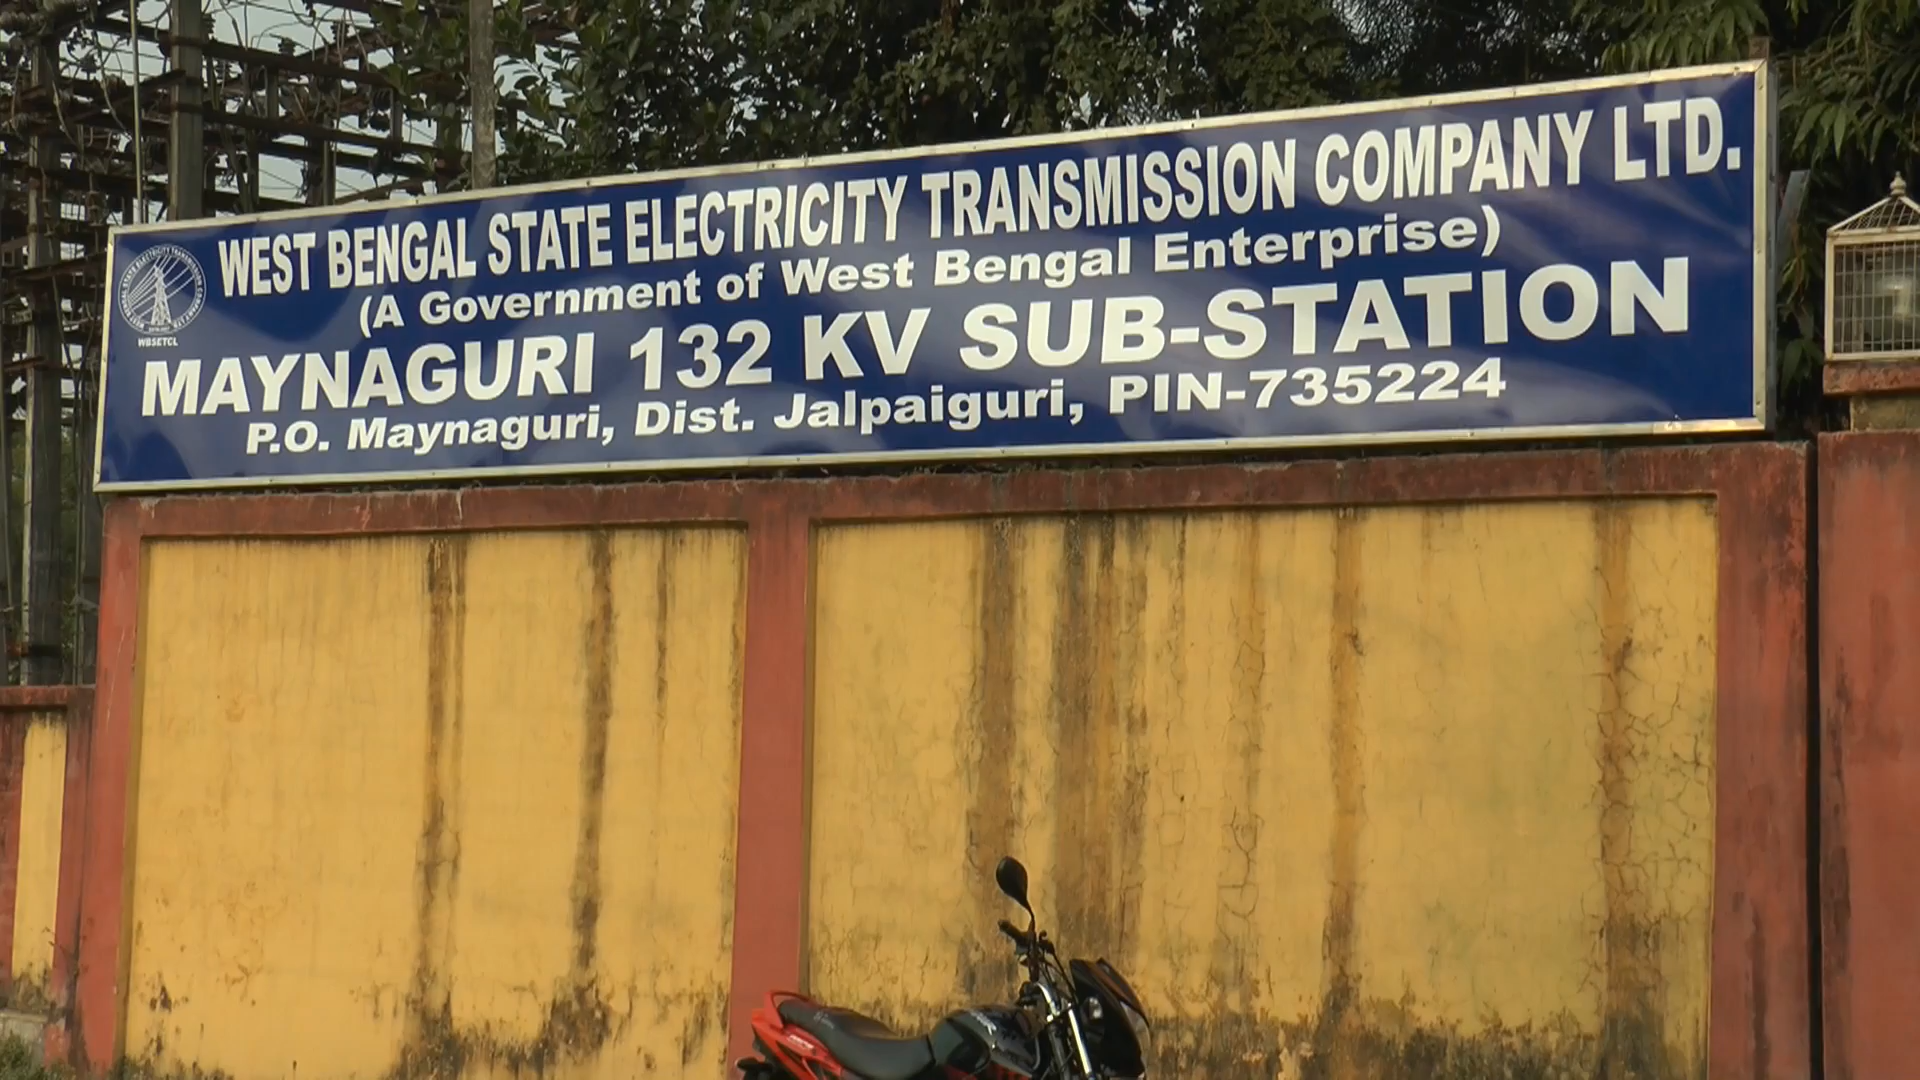 WEST BENGAL STATE ELECTRICITY TRANSMISSION COMPANY LTD.
(A Government of West Bengal Enterprise)
MAYNAGURI 132 KV SUB-STATION
P.O. Maynaguri, Dist. Jalpaiguri, PIN-735224
WBSETCL